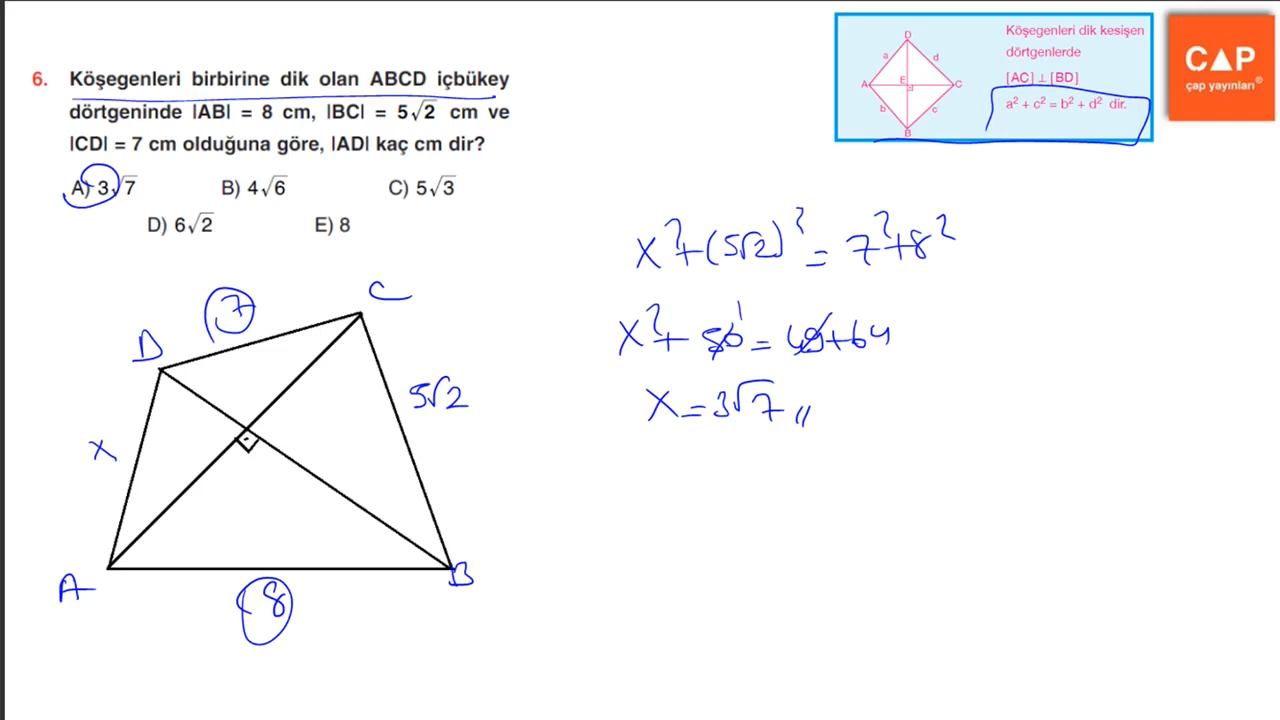 6. Köşegenleri birbirine dik olan ABCD içbükey
dörtgeninde |AB| = 8 cm, |BC| = 5√2 cm ve
|CD| = 7 cm olduğuna göre, |AD| kaç cm dir?
A) 3√7 B) 4√6 C) 5√3
D) 6√2 E) 8
D
a d
A E C
b c
B
Köşegenleri dik kesişen
dörtgenlerde
[AC] ⊥ [BD]
a² + c² = b² + d² dir.
CAP
çap yayınları®
x² + (5√2)² = 7² + 8²
x² + 50 = 49 + 64
x = 3√7 //
7
C
D
5√2
x
A
8
B